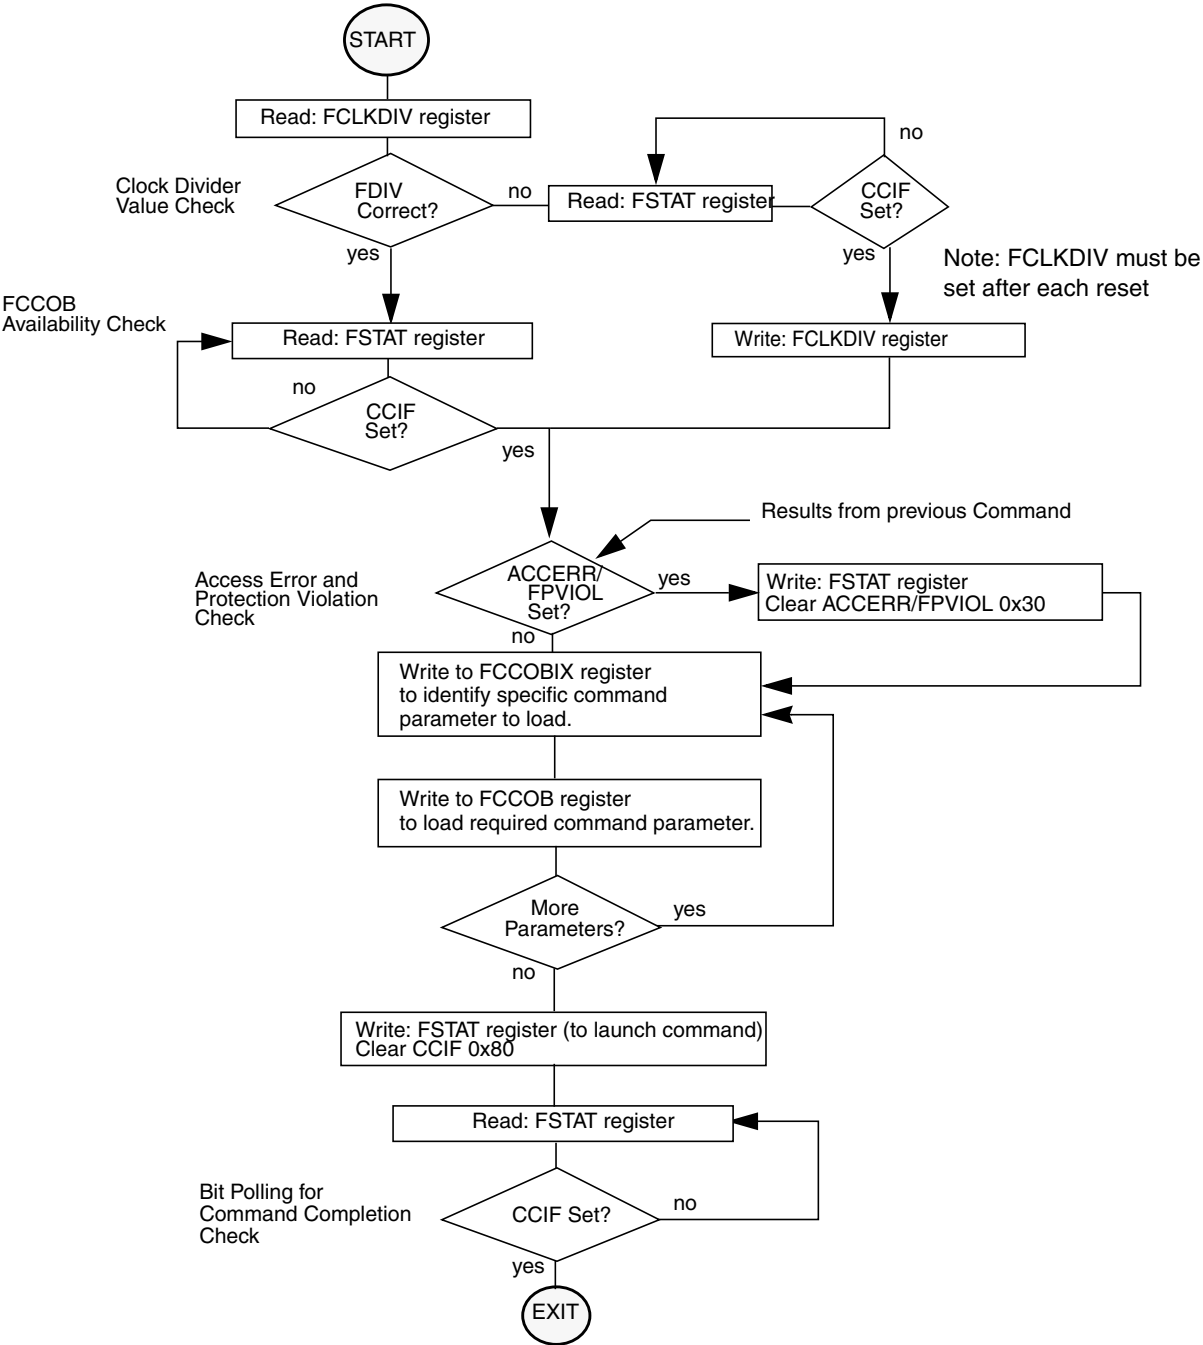 START
Read: FCLKDIV register
no
Clock Divider
Value Check
FDIV
Correct?
no
Read: FSTAT register
CCIF
Set?
yes
yes
Note: FCLKDIV must be
set after each reset
FCCOB
Availability Check
Read: FSTAT register
Write: FCLKDIV register
no
CCIF
Set?
yes
Results from previous Command
Access Error and
Protection Violation
Check
ACCERR/
FPVIOL
Set?
yes
Write: FSTAT register
Clear ACCERR/FPVIOL 0x30
no
Write to FCCOBIX register
to identify specific command
parameter to load.
Write to FCCOB register
to load required command parameter.
More
Parameters?
yes
no
Write: FSTAT register (to launch command)
Clear CCIF 0x80
Read: FSTAT register
Bit Polling for
Command Completion
Check
CCIF Set?
no
yes
EXIT